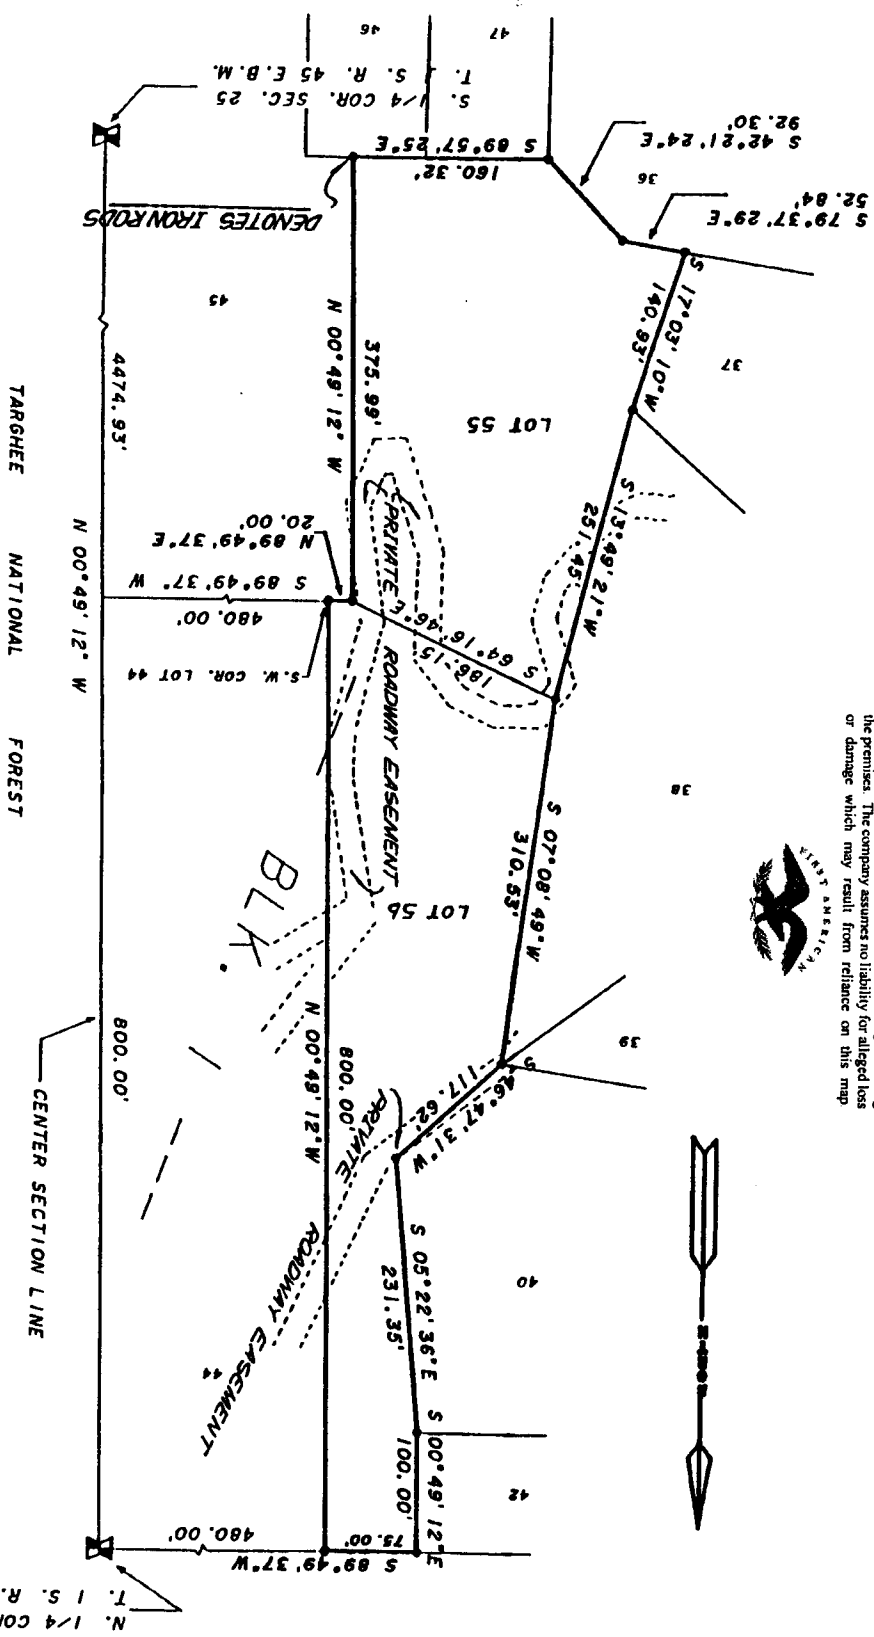 47
46
S. 1/4 COR. SEC. 25
T. 1 S. R. 45 E.B.M.
S 89°57'25"E
160.32'
S 42°21'24"E
92.30'
36
S 79°37'29"E
52.84'
DENOTES IRON RODS
45
N 00°49'12" W
375.99'
S 17°03'10"W
140.93'
37
LOT 55
4474.93'
N 00°49'12" W
TARGHEE NATIONAL FOREST
S 13°49'21"W
251.45'
N 89°49'37"E
20.00'
S 89°49'37" W
480.00'
S.W. COR. LOT 44
S 64°16'46"E
186.15
PRIVATE ROADWAY EASEMENT
38
S 07°08'49"W
310.53'
LOT 56
BLK. 1
the premises. The company assumes no liability for alleged loss
or damage which may result from reliance on this map
FIRST AMERICAN
39
S 46°47'31"W
117.62'
N 00°49'12"W
800.00'
800.00'
CENTER SECTION LINE
PRIVATE ROADWAY EASEMENT
44
40
S 05°22'36"E
231.35'
S 00°49'12"E
100.00'
42
S 89°49'37"W
75.00'
480.00'
N. 1/4 COR
T. 1 S. R.